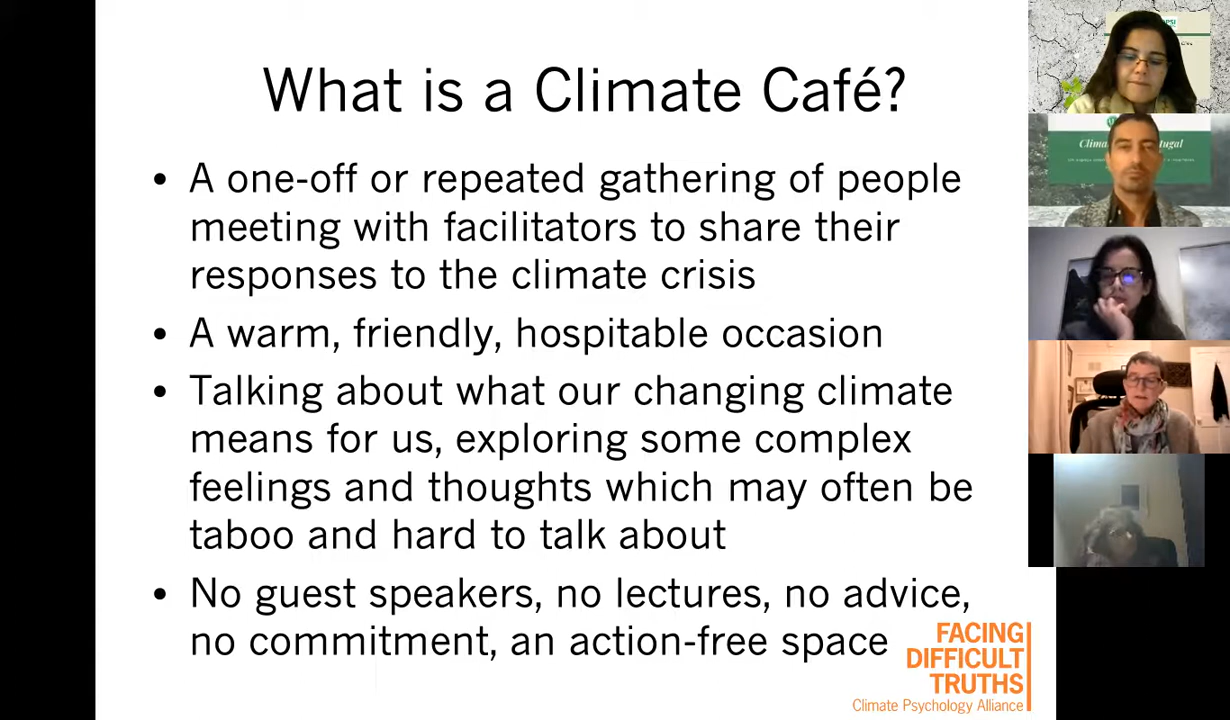 What is a Climate Café?
• A one-off or repeated gathering of people
meeting with facilitators to share their
responses to the climate crisis
• A warm, friendly, hospitable occasion
• Talking about what our changing climate
means for us, exploring some complex
feelings and thoughts which may often be
taboo and hard to talk about
• No guest speakers, no lectures, no advice,
no commitment, an action-free space
FACING
DIFFICULT
TRUTHS
Climate Psychology Alliance